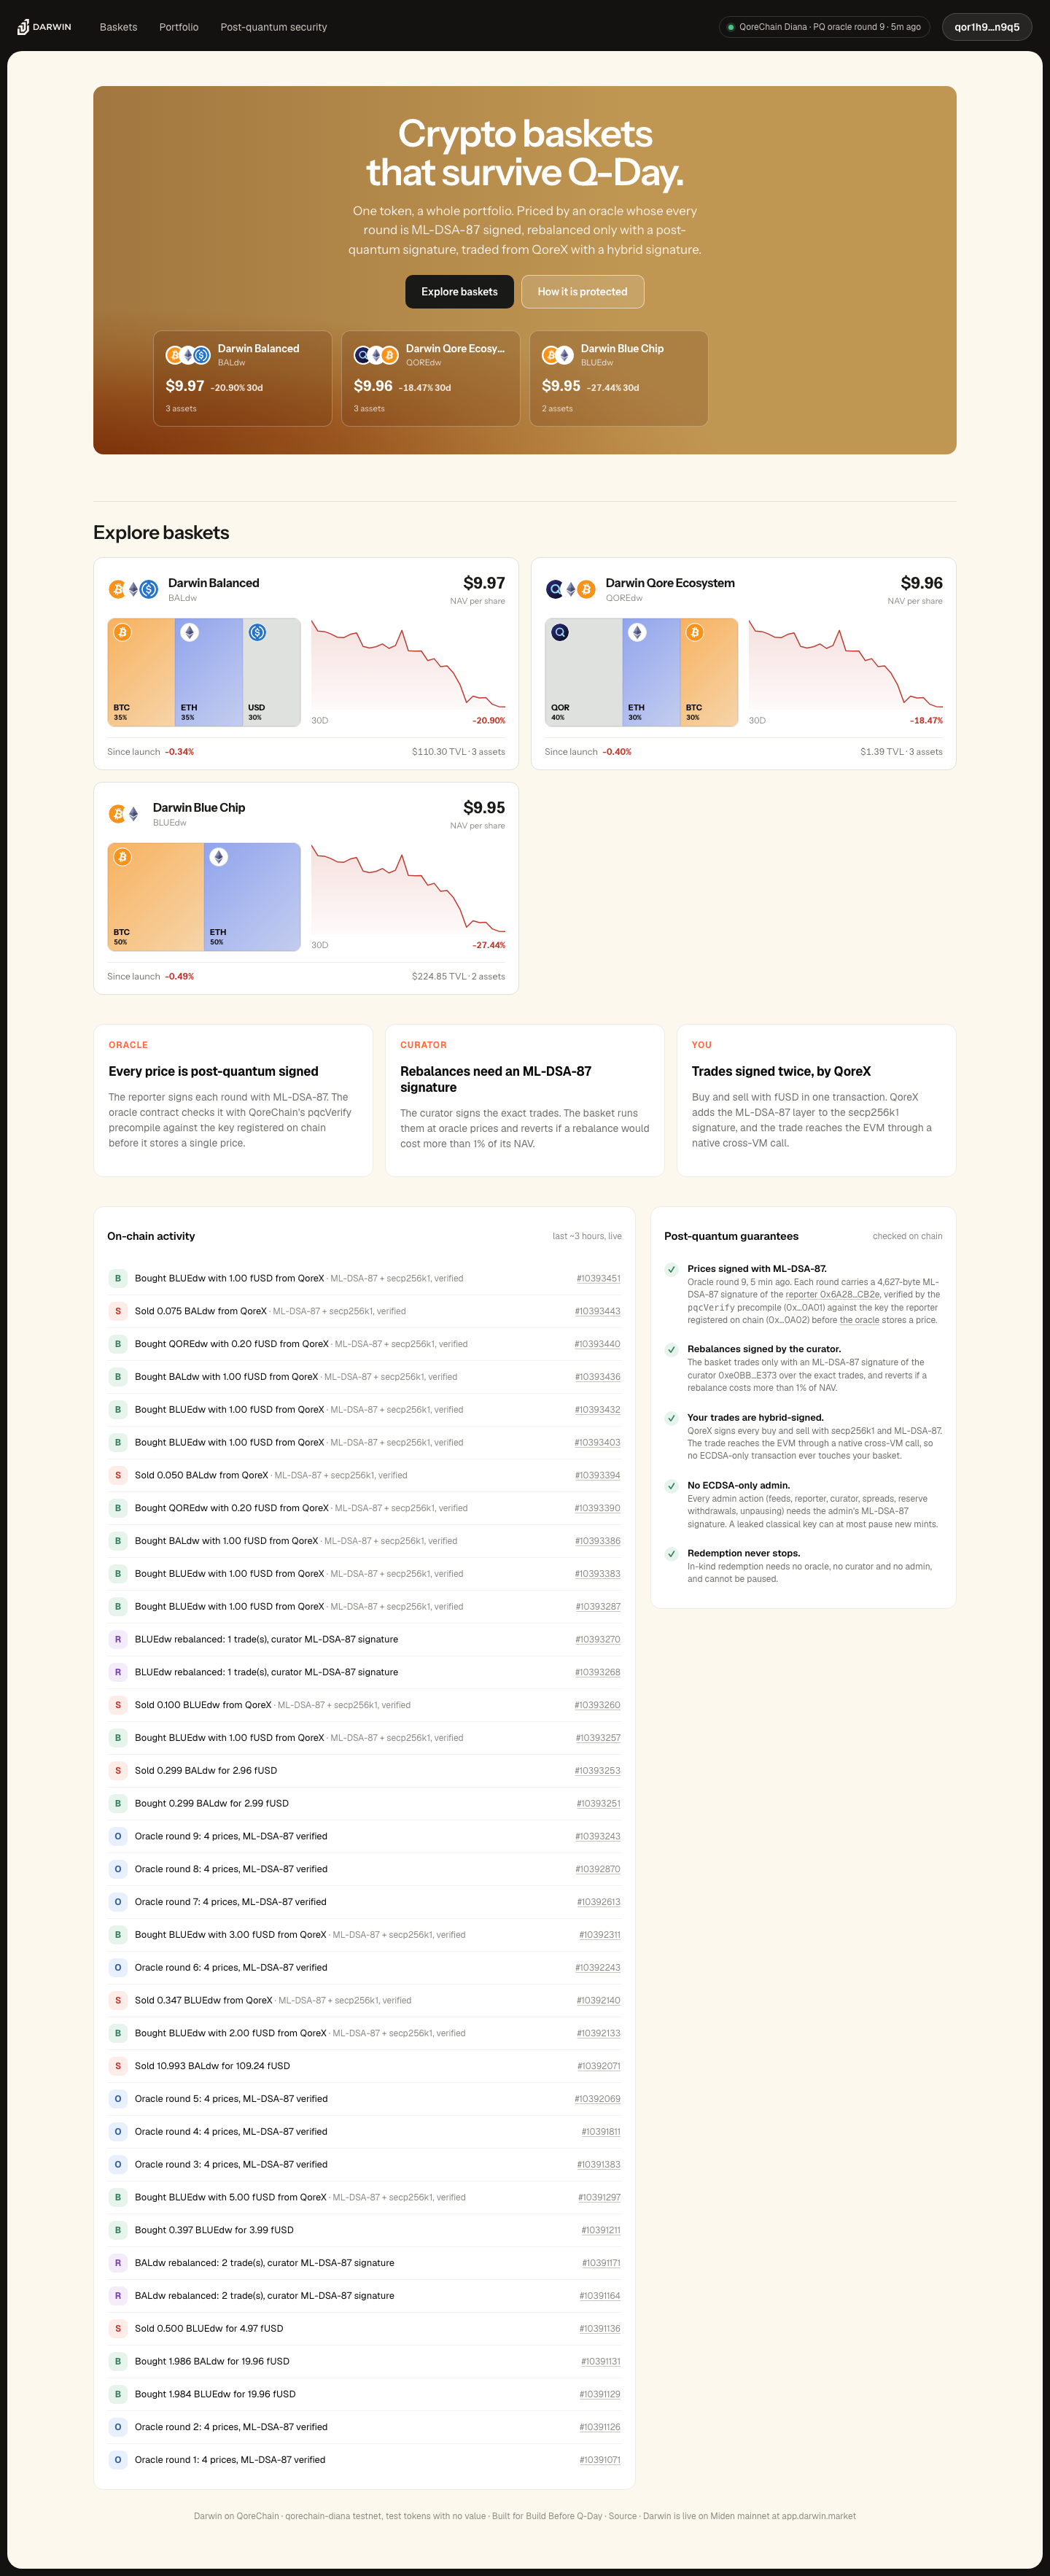 DARWIN
Baskets
Portfolio
Post-quantum security
QoreChain Diana · PQ oracle round 9 · 5m ago
qor1h9…n9q5
Crypto baskets
that survive Q-Day.
One token, a whole portfolio. Priced by an oracle whose every
round is ML-DSA-87 signed, rebalanced only with a post-
quantum signature, traded from QoreX with a hybrid signature.
Explore baskets
How it is protected
Darwin Balanced
BALdw
$9.97 -20.90% 30d
3 assets
Darwin Qore Ecosy…
QOREdw
$9.96 -18.47% 30d
3 assets
Darwin Blue Chip
BLUEdw
$9.95 -27.44% 30d
2 assets
Explore baskets
Darwin Balanced
BALdw
$9.97
NAV per share
BTC
35%
ETH
35%
USD
30%
30D
-20.90%
Since launch -0.34%
$110.30 TVL · 3 assets
Darwin Qore Ecosystem
QOREdw
$9.96
NAV per share
QOR
40%
ETH
30%
BTC
30%
30D
-18.47%
Since launch -0.40%
$1.39 TVL · 3 assets
Darwin Blue Chip
BLUEdw
$9.95
NAV per share
BTC
50%
ETH
50%
30D
-27.44%
Since launch -0.49%
$224.85 TVL · 2 assets
ORACLE
Every price is post-quantum signed
The reporter signs each round with ML-DSA-87. The
oracle contract checks it with QoreChain's pqcVerify
precompile against the key registered on chain
before it stores a single price.
CURATOR
Rebalances need an ML-DSA-87
signature
The curator signs the exact trades. The basket runs
them at oracle prices and reverts if a rebalance would
cost more than 1% of its NAV.
YOU
Trades signed twice, by QoreX
Buy and sell with fUSD in one transaction. QoreX
adds the ML-DSA-87 layer to the secp256k1
signature, and the trade reaches the EVM through a
native cross-VM call.
On-chain activity
last ~3 hours, live
B Bought BLUEdw with 1.00 fUSD from QoreX · ML-DSA-87 + secp256k1, verified #10393451
S Sold 0.075 BALdw from QoreX · ML-DSA-87 + secp256k1, verified #10393443
B Bought QOREdw with 0.20 fUSD from QoreX · ML-DSA-87 + secp256k1, verified #10393440
B Bought BALdw with 1.00 fUSD from QoreX · ML-DSA-87 + secp256k1, verified #10393436
B Bought BLUEdw with 1.00 fUSD from QoreX · ML-DSA-87 + secp256k1, verified #10393432
B Bought BLUEdw with 1.00 fUSD from QoreX · ML-DSA-87 + secp256k1, verified #10393403
S Sold 0.050 BALdw from QoreX · ML-DSA-87 + secp256k1, verified #10393394
B Bought QOREdw with 0.20 fUSD from QoreX · ML-DSA-87 + secp256k1, verified #10393390
B Bought BALdw with 1.00 fUSD from QoreX · ML-DSA-87 + secp256k1, verified #10393386
B Bought BLUEdw with 1.00 fUSD from QoreX · ML-DSA-87 + secp256k1, verified #10393383
B Bought BLUEdw with 1.00 fUSD from QoreX · ML-DSA-87 + secp256k1, verified #10393287
R BLUEdw rebalanced: 1 trade(s), curator ML-DSA-87 signature #10393270
R BLUEdw rebalanced: 1 trade(s), curator ML-DSA-87 signature #10393268
S Sold 0.100 BLUEdw from QoreX · ML-DSA-87 + secp256k1, verified #10393260
B Bought BLUEdw with 1.00 fUSD from QoreX · ML-DSA-87 + secp256k1, verified #10393257
S Sold 0.299 BALdw for 2.96 fUSD #10393253
B Bought 0.299 BALdw for 2.99 fUSD #10393251
O Oracle round 9: 4 prices, ML-DSA-87 verified #10393243
O Oracle round 8: 4 prices, ML-DSA-87 verified #10392870
O Oracle round 7: 4 prices, ML-DSA-87 verified #10392613
B Bought BLUEdw with 3.00 fUSD from QoreX · ML-DSA-87 + secp256k1, verified #10392311
O Oracle round 6: 4 prices, ML-DSA-87 verified #10392243
S Sold 0.347 BLUEdw from QoreX · ML-DSA-87 + secp256k1, verified #10392140
B Bought BLUEdw with 2.00 fUSD from QoreX · ML-DSA-87 + secp256k1, verified #10392133
S Sold 10.993 BALdw for 109.24 fUSD #10392071
O Oracle round 5: 4 prices, ML-DSA-87 verified #10392069
O Oracle round 4: 4 prices, ML-DSA-87 verified #10391811
O Oracle round 3: 4 prices, ML-DSA-87 verified #10391383
B Bought BLUEdw with 5.00 fUSD from QoreX · ML-DSA-87 + secp256k1, verified #10391297
B Bought 0.397 BLUEdw for 3.99 fUSD #10391211
R BALdw rebalanced: 2 trade(s), curator ML-DSA-87 signature #10391171
R BALdw rebalanced: 2 trade(s), curator ML-DSA-87 signature #10391164
S Sold 0.500 BLUEdw for 4.97 fUSD #10391136
B Bought 1.986 BALdw for 19.96 fUSD #10391131
B Bought 1.984 BLUEdw for 19.96 fUSD #10391129
O Oracle round 2: 4 prices, ML-DSA-87 verified #10391126
O Oracle round 1: 4 prices, ML-DSA-87 verified #10391071
Post-quantum guarantees
checked on chain
Prices signed with ML-DSA-87.
Oracle round 9, 5 min ago. Each round carries a 4,627-byte ML-
DSA-87 signature of the reporter 0x6A28…CB2e, verified by the
pqcVerify precompile (0x…0A01) against the key the reporter
registered on chain (0x…0A02) before the oracle stores a price.
Rebalances signed by the curator.
The basket trades only with an ML-DSA-87 signature of the
curator 0xe0BB…E373 over the exact trades, and reverts if a
rebalance costs more than 1% of NAV.
Your trades are hybrid-signed.
QoreX signs every buy and sell with secp256k1 and ML-DSA-87.
The trade reaches the EVM through a native cross-VM call, so
no ECDSA-only transaction ever touches your basket.
No ECDSA-only admin.
Every admin action (feeds, reporter, curator, spreads, reserve
withdrawals, unpausing) needs the admin's ML-DSA-87
signature. A leaked classical key can at most pause new mints.
Redemption never stops.
In-kind redemption needs no oracle, no curator and no admin,
and cannot be paused.
Darwin on QoreChain · qorechain-diana testnet, test tokens with no value · Built for Build Before Q-Day · Source · Darwin is live on Miden mainnet at app.darwin.market